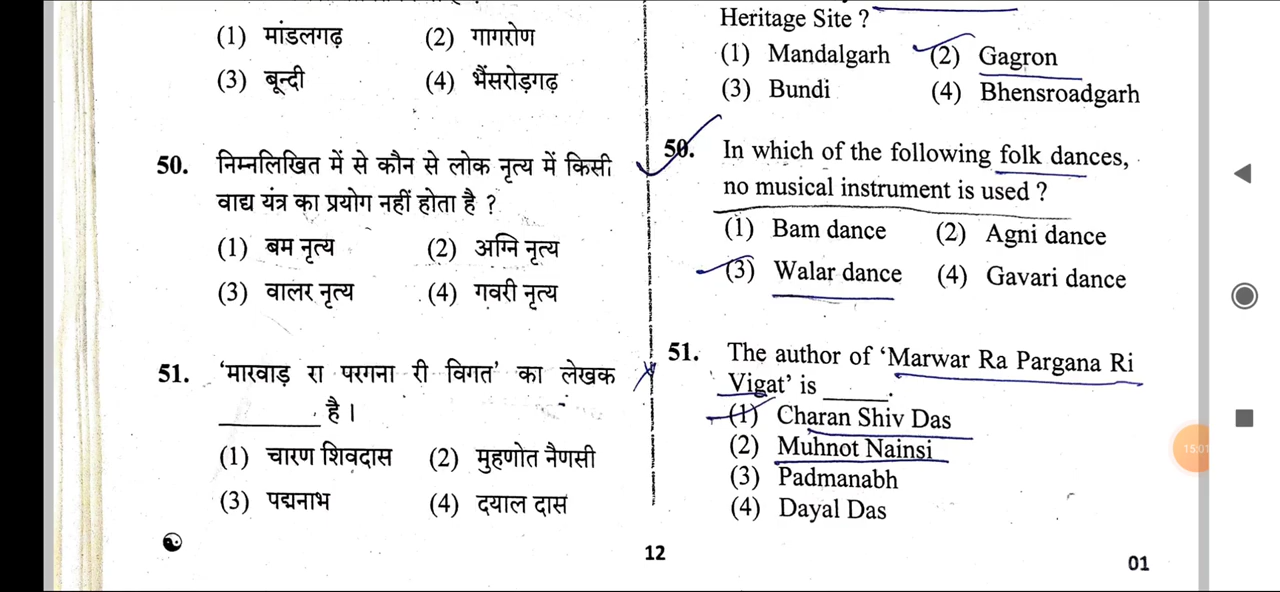 (1) मांडलगढ़ (2) गागरोण
(3) बून्दी (4) भैंसरोड़गढ़
50. निम्नलिखित में से कौन से लोक नृत्य में किसी
वाद्य यंत्र का प्रयोग नहीं होता है ?
(1) बम नृत्य (2) अग्नि नृत्य
(3) वालर नृत्य (4) गवरी नृत्य
51. ‘मारवाड़ रा परगना री विगत’ का लेखक
________ है ।
(1) चारण शिवदास (2) मुहणोत नैणसी
(3) पद्मनाभ (4) दयाल दास
Heritage Site ?
(1) Mandalgarh (2) Gagron
(3) Bundi (4) Bhensroadgarh
50. In which of the following folk dances,
no musical instrument is used ?
(1) Bam dance (2) Agni dance
(3) Walar dance (4) Gavari dance
51. The author of ‘Marwar Ra Pargana Ri
Vigat’ is ______.
(1) Charan Shiv Das
(2) Muhnot Nainsi
(3) Padmanabh
(4) Dayal Das
12
01
15:01